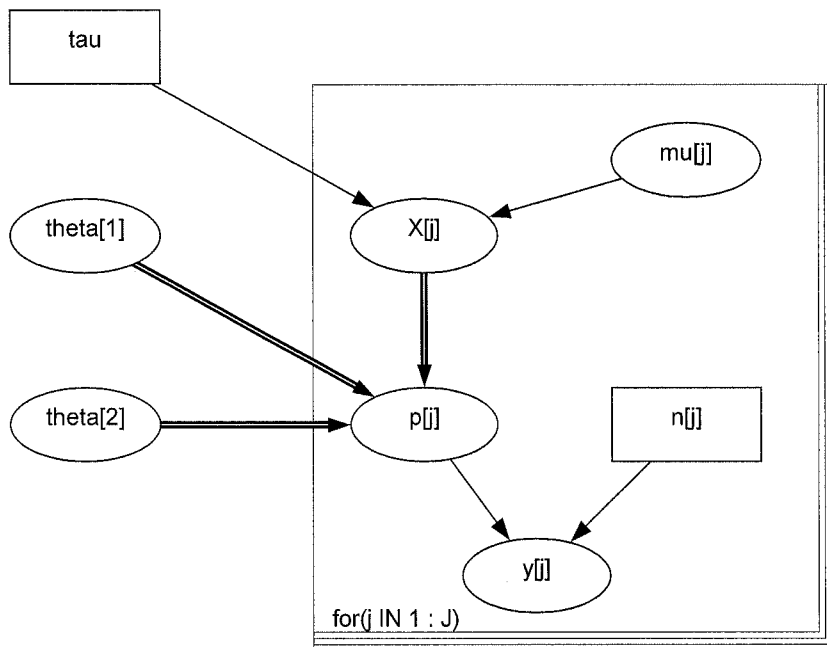 tau
mu[j]
theta[1]
X[j]
theta[2]
p[j]
n[j]
y[j]
for(j IN 1 : J)